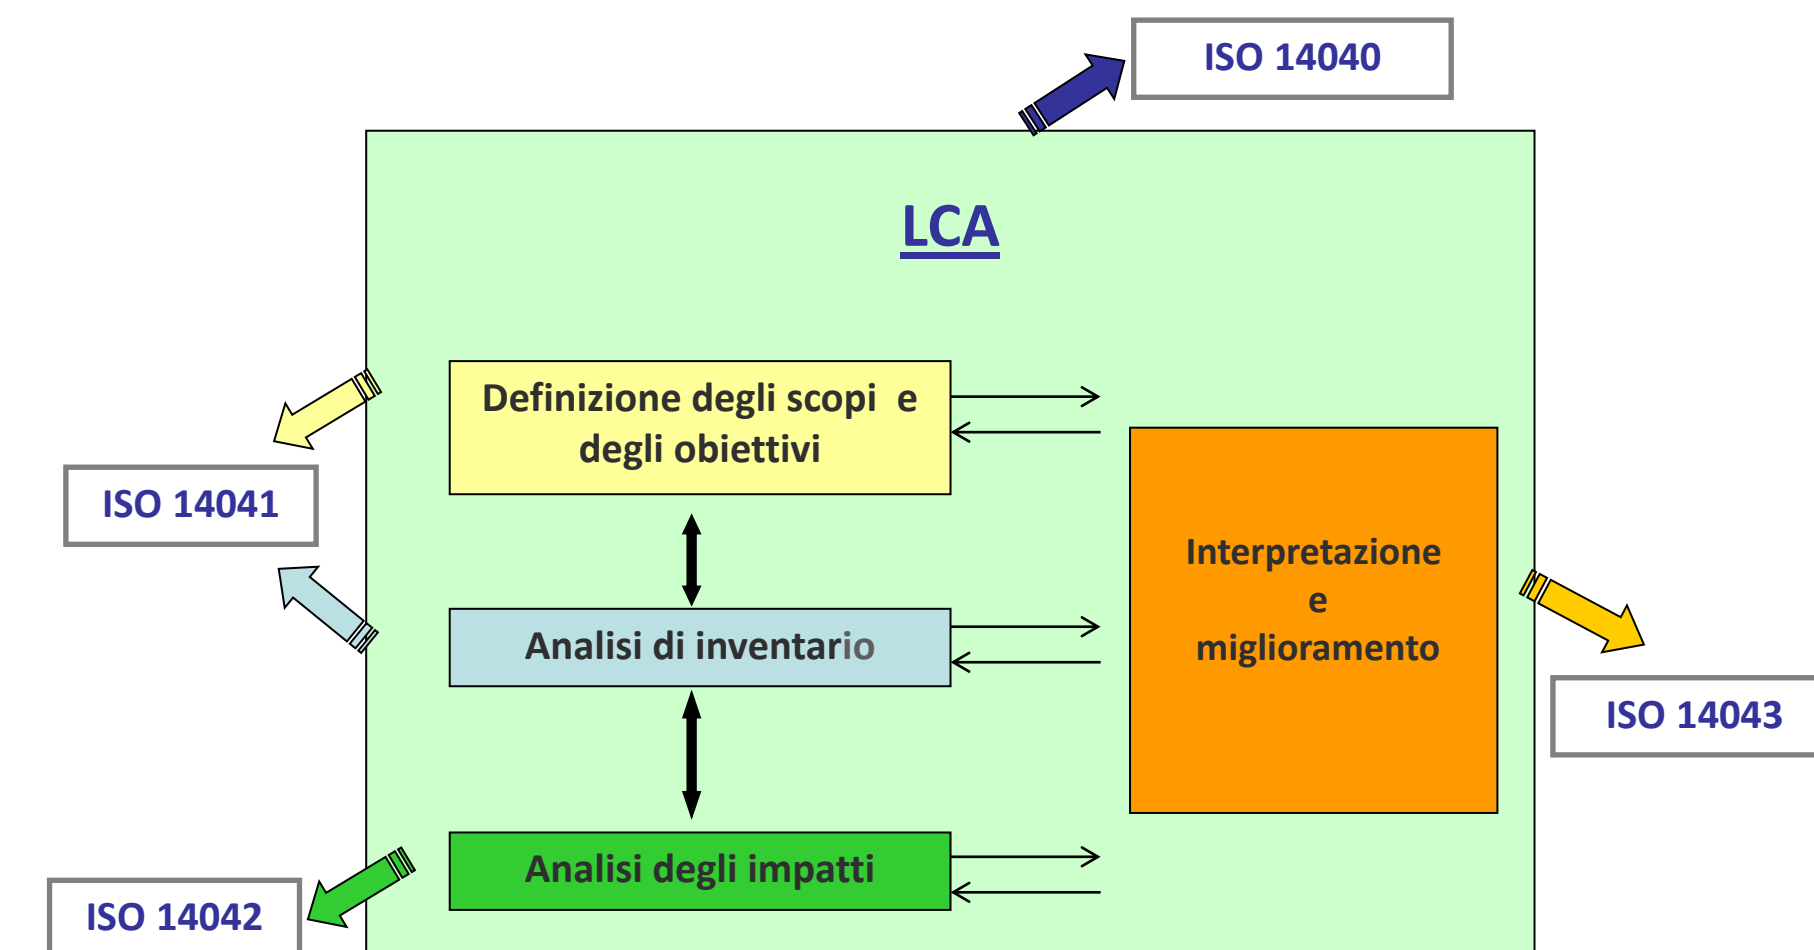 ISO 14040
LCA
Definizione degli scopi e
degli obiettivi
ISO 14041
Interpretazione
e
miglioramento
Analisi di inventario
ISO 14043
Analisi degli impatti
ISO 14042